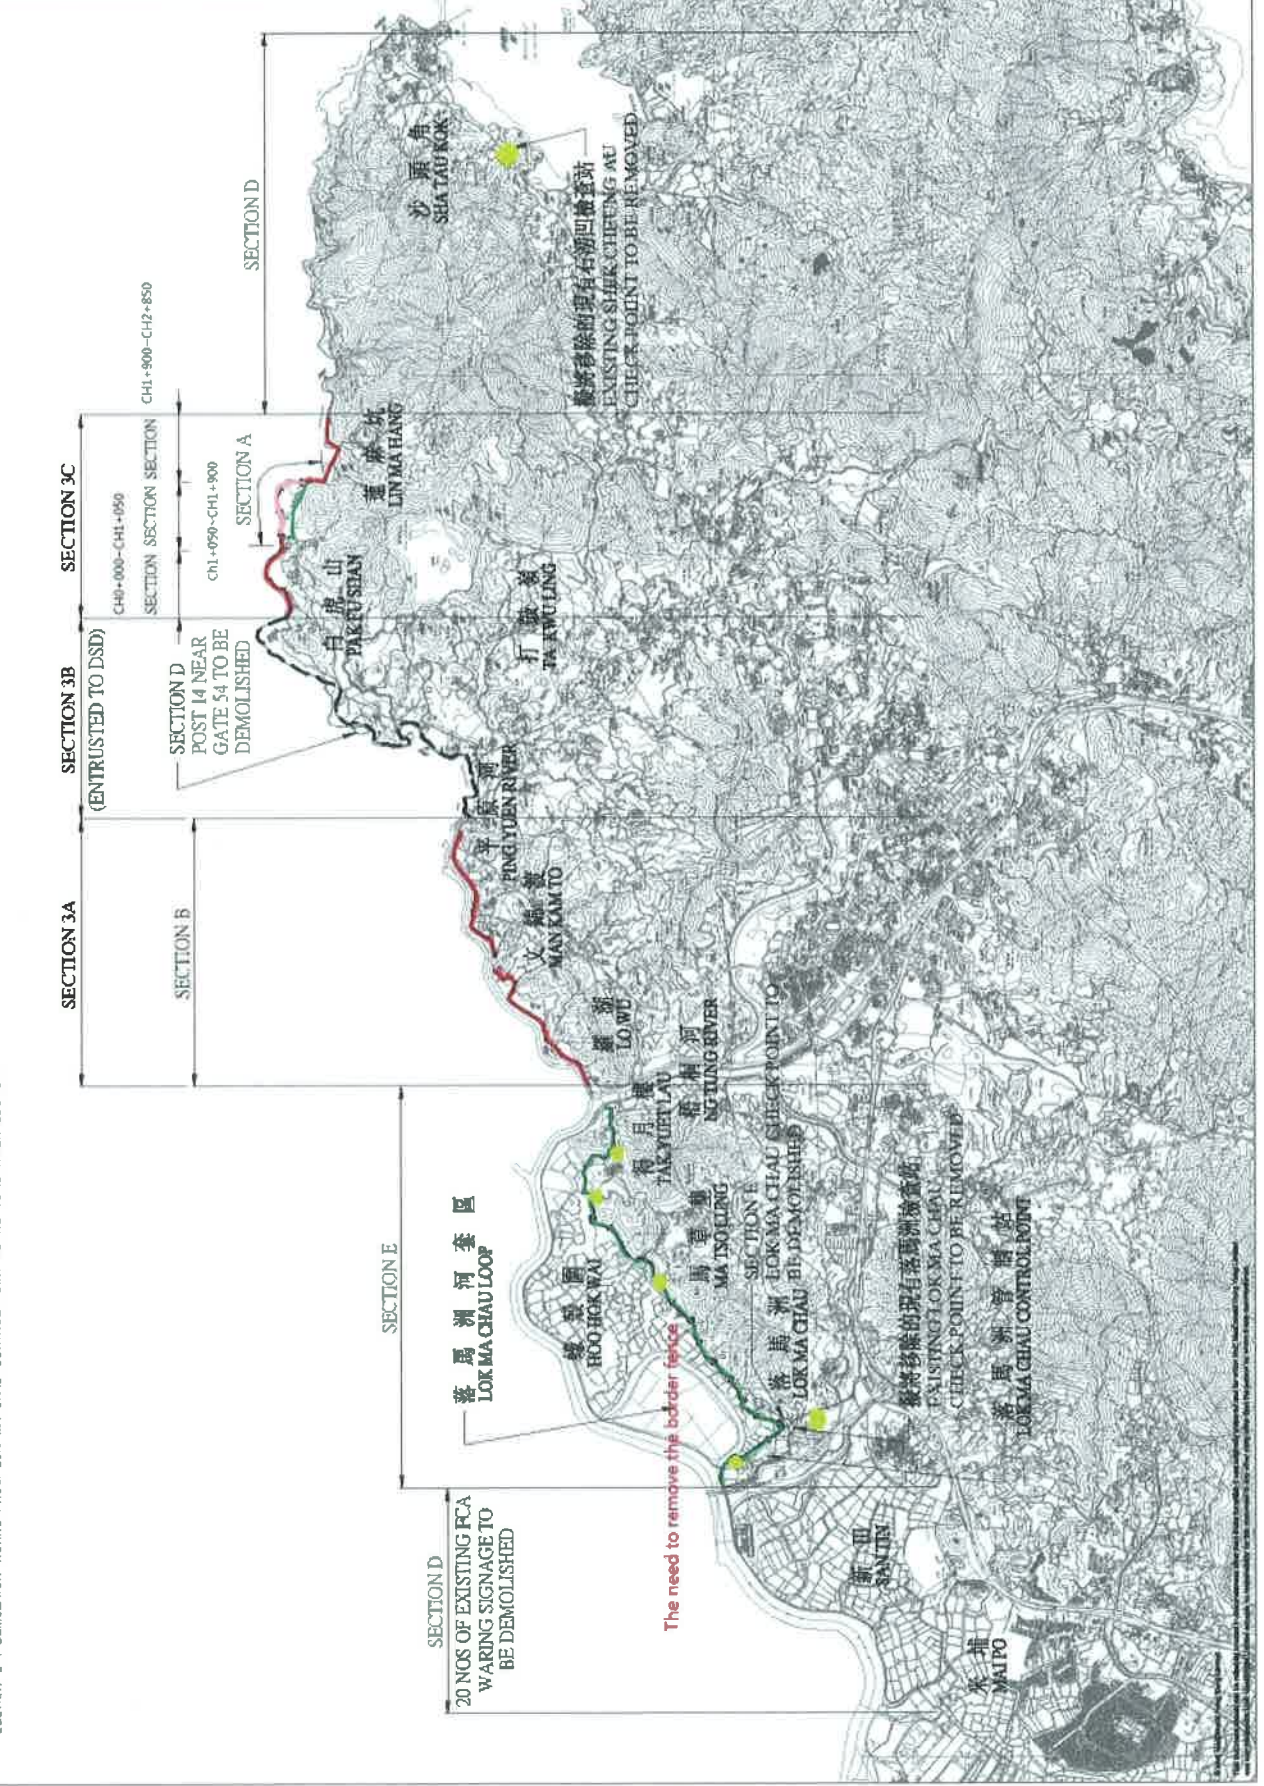 SECTION 3A
SECTION 3B
(ENTRUSTED TO DSD)
SECTION 3C
CH0+000~CH1+050
CH1+900~CH2+850
SECTION SECTION SECTION
ch1+050~CH1+900
SECTION A
SECTION B
SECTION D
POST 14 NEAR
GATE 54 TO BE
DEMOLISHED
SECTION D
SECTION E
SECTION D
20 NOS OF EXISTING FCA
WARING SIGNAGE TO
BE DEMOLISHED
落馬洲河套區
LOK MA CHAU LOOP
The need to remove the border fence
沙頭角
SHA TAU KOK
擬將移除的現有石涌凹檢查站
EXISTING SHEK CHEUNG AU
CHECK POINT TO BE REMOVED
蓮麻坑
LIN MA HANG
白虎山
PAK FU SHAN
打鼓嶺
TA KWU LING
平原河
PING YUEN RIVER
文錦渡
MAN KAM TO
羅湖
LO WU
梧桐河
NG TUNG RIVER
得月樓
TAK YUET LAU
馬草壟
MA TSO LUNG
SECTION E
LOK MA CHAU CHECK POINT TO
BE DEMOLISHED
蠔殼圍
HOO HOK WAI
落馬洲
LOK MA CHAU
擬將移除的現有落馬洲檢查站
EXISTING LOK MA CHAU
CHECK POINT TO BE REMOVED
落馬洲管制站
LOK MA CHAU CONTROL POINT
新田
SAN TIN
米埔
MAI PO